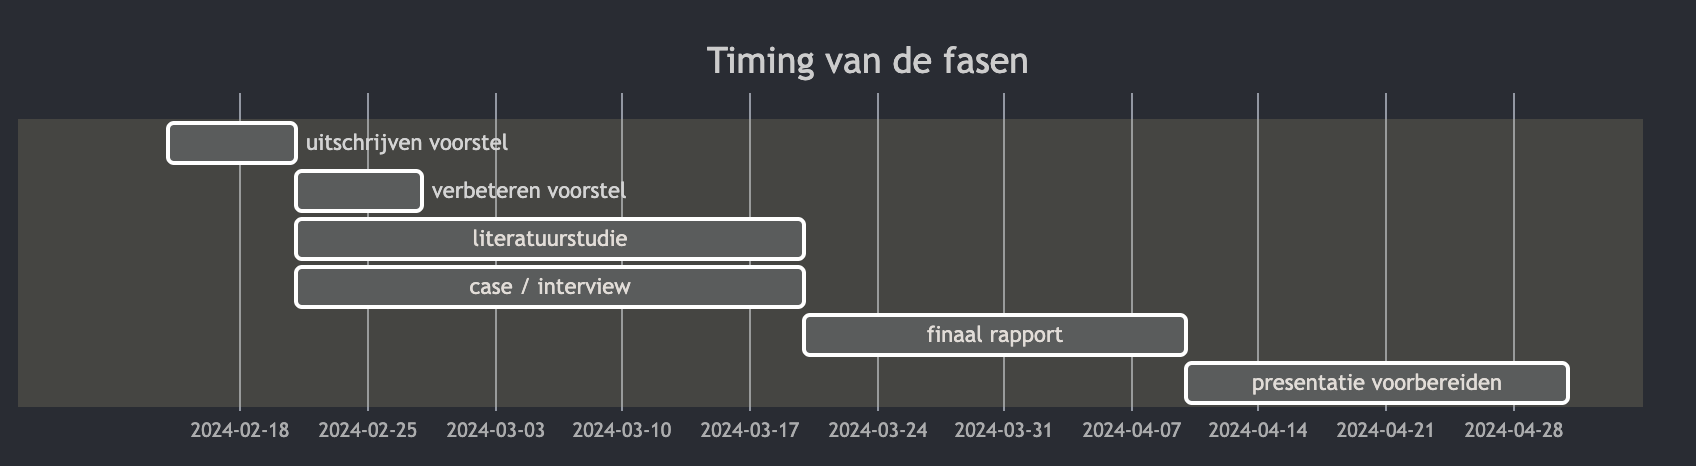 Timing van de fasen
uitschrijven voorstel
verbeteren voorstel
literatuurstudie
case / interview
finaal rapport
presentatie voorbereiden
2024-02-18 2024-02-25 2024-03-03 2024-03-10 2024-03-17 2024-03-24 2024-03-31 2024-04-07 2024-04-14 2024-04-21 2024-04-28